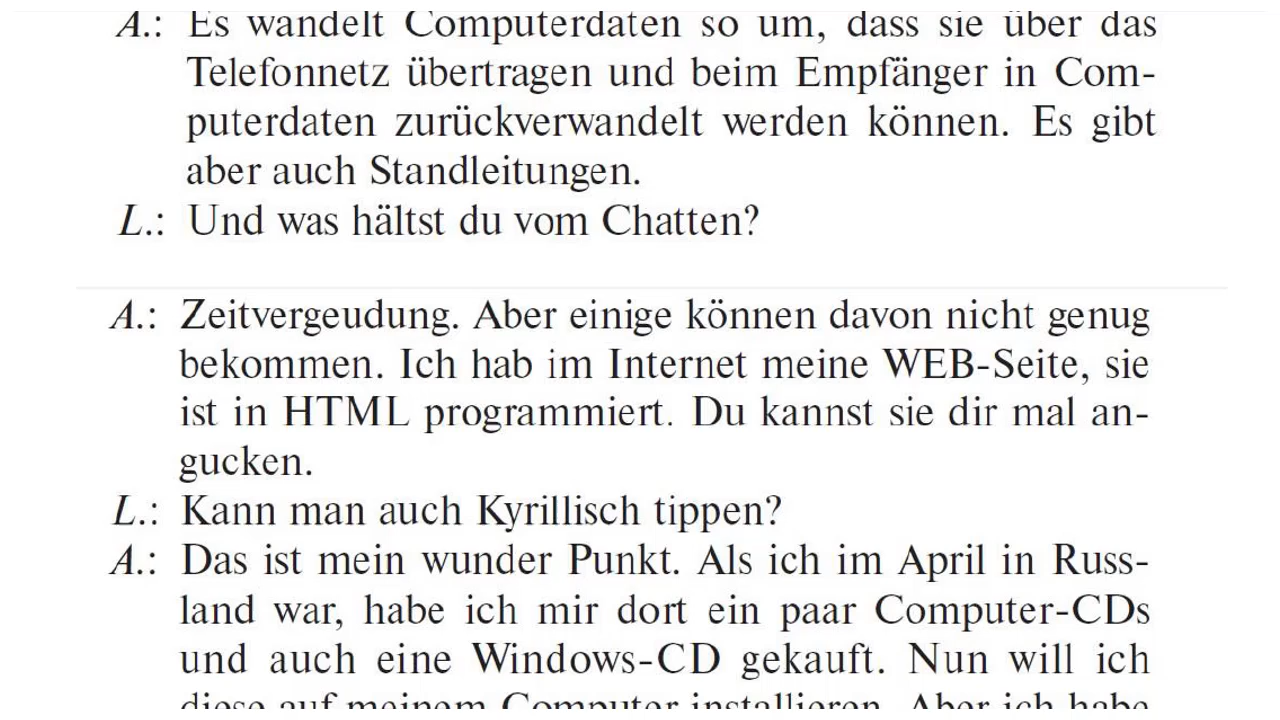 A.: Es wandelt Computerdaten so um, dass sie über das
Telefonnetz übertragen und beim Empfänger in Com-
puterdaten zurückverwandelt werden können. Es gibt
aber auch Standleitungen.
L.: Und was hältst du vom Chatten?
A.: Zeitvergeudung. Aber einige können davon nicht genug
bekommen. Ich hab im Internet meine WEB-Seite, sie
ist in HTML programmiert. Du kannst sie dir mal an-
gucken.
L.: Kann man auch Kyrillisch tippen?
A.: Das ist mein wunder Punkt. Als ich im April in Russ-
land war, habe ich mir dort ein paar Computer-CDs
und auch eine Windows-CD gekauft. Nun will ich
diese auf meinem Computer installieren. Aber ich habe